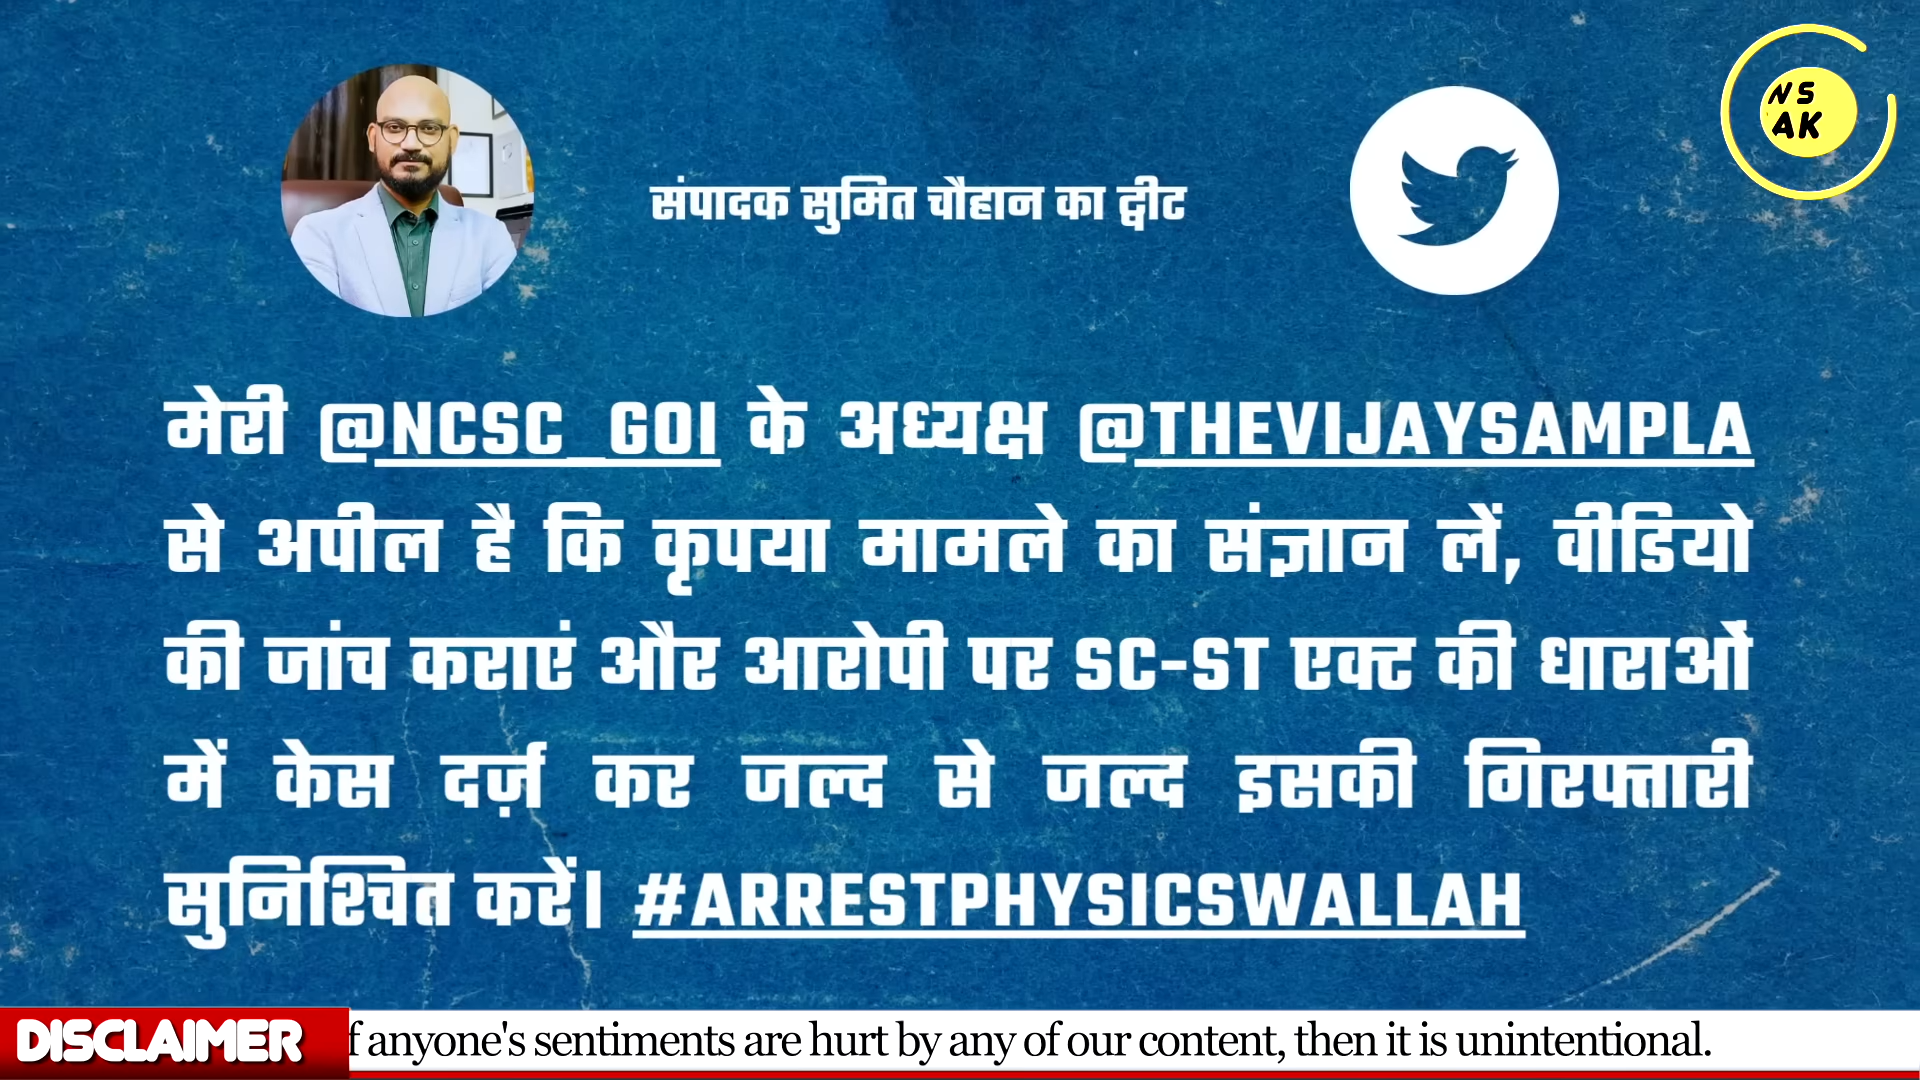 NS
AK
संपादक सुमित चौहान का ट्वीट
मेरी @NCSC_GOI के अध्यक्ष @THEVIJAYSAMPLA
से अपील है कि कृपया मामले का संज्ञान लें, वीडियो
की जांच कराएं और आरोपी पर SC-ST एक्ट की धाराओं
में केस दर्ज़ कर जल्द से जल्द इसकी गिरफ्तारी
सुनिश्चित करें। #ARRESTPHYSICSWALLAH
DISCLAIMER f anyone's sentiments are hurt by any of our content, then it is unintentional.